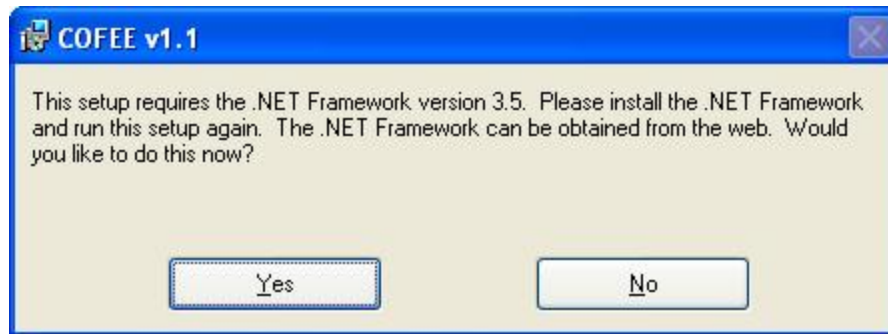 COFEE v1.1
This setup requires the .NET Framework version 3.5.  Please install the .NET Framework
and run this setup again.  The .NET Framework can be obtained from the web.  Would
you like to do this now?
Yes
No